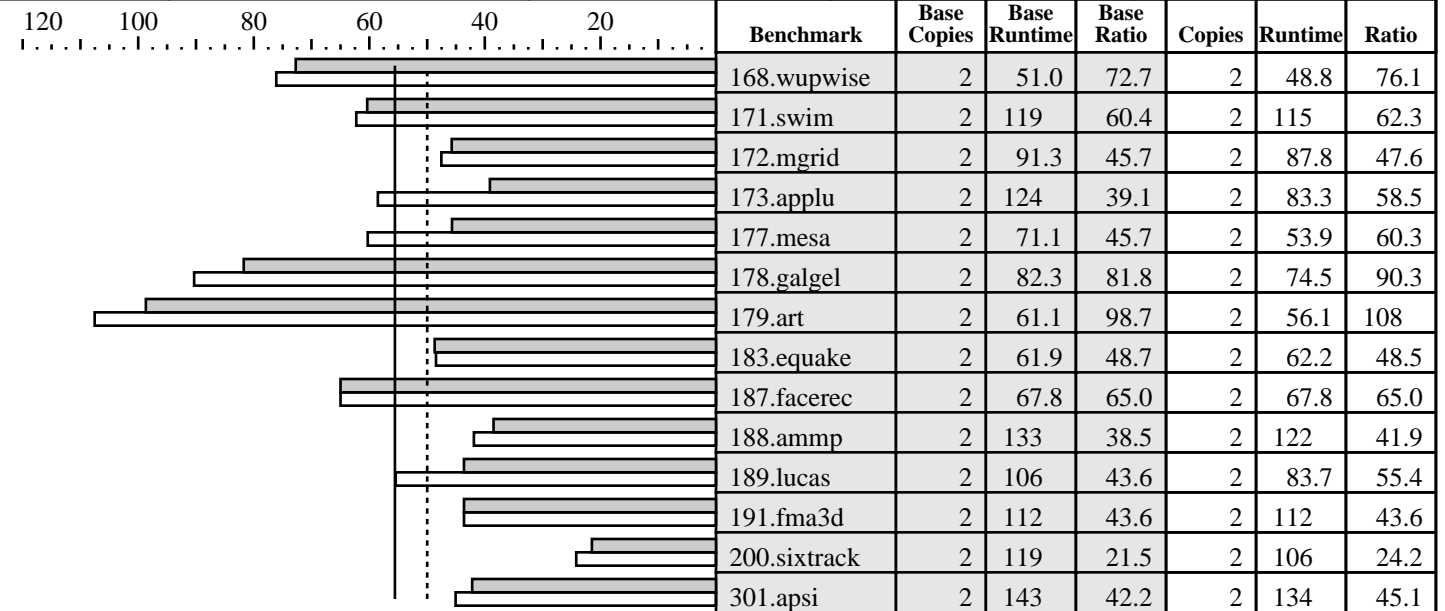 120 100 80 60 40 20
Benchmark Base Copies Base Runtime Base Ratio Copies Runtime Ratio
168.wupwise 2 51.0 72.7 2 48.8 76.1
171.swim 2 119 60.4 2 115 62.3
172.mgrid 2 91.3 45.7 2 87.8 47.6
173.applu 2 124 39.1 2 83.3 58.5
177.mesa 2 71.1 45.7 2 53.9 60.3
178.galgel 2 82.3 81.8 2 74.5 90.3
179.art 2 61.1 98.7 2 56.1 108
183.equake 2 61.9 48.7 2 62.2 48.5
187.facerec 2 67.8 65.0 2 67.8 65.0
188.ammp 2 133 38.5 2 122 41.9
189.lucas 2 106 43.6 2 83.7 55.4
191.fma3d 2 112 43.6 2 112 43.6
200.sixtrack 2 119 21.5 2 106 24.2
301.apsi 2 143 42.2 2 134 45.1